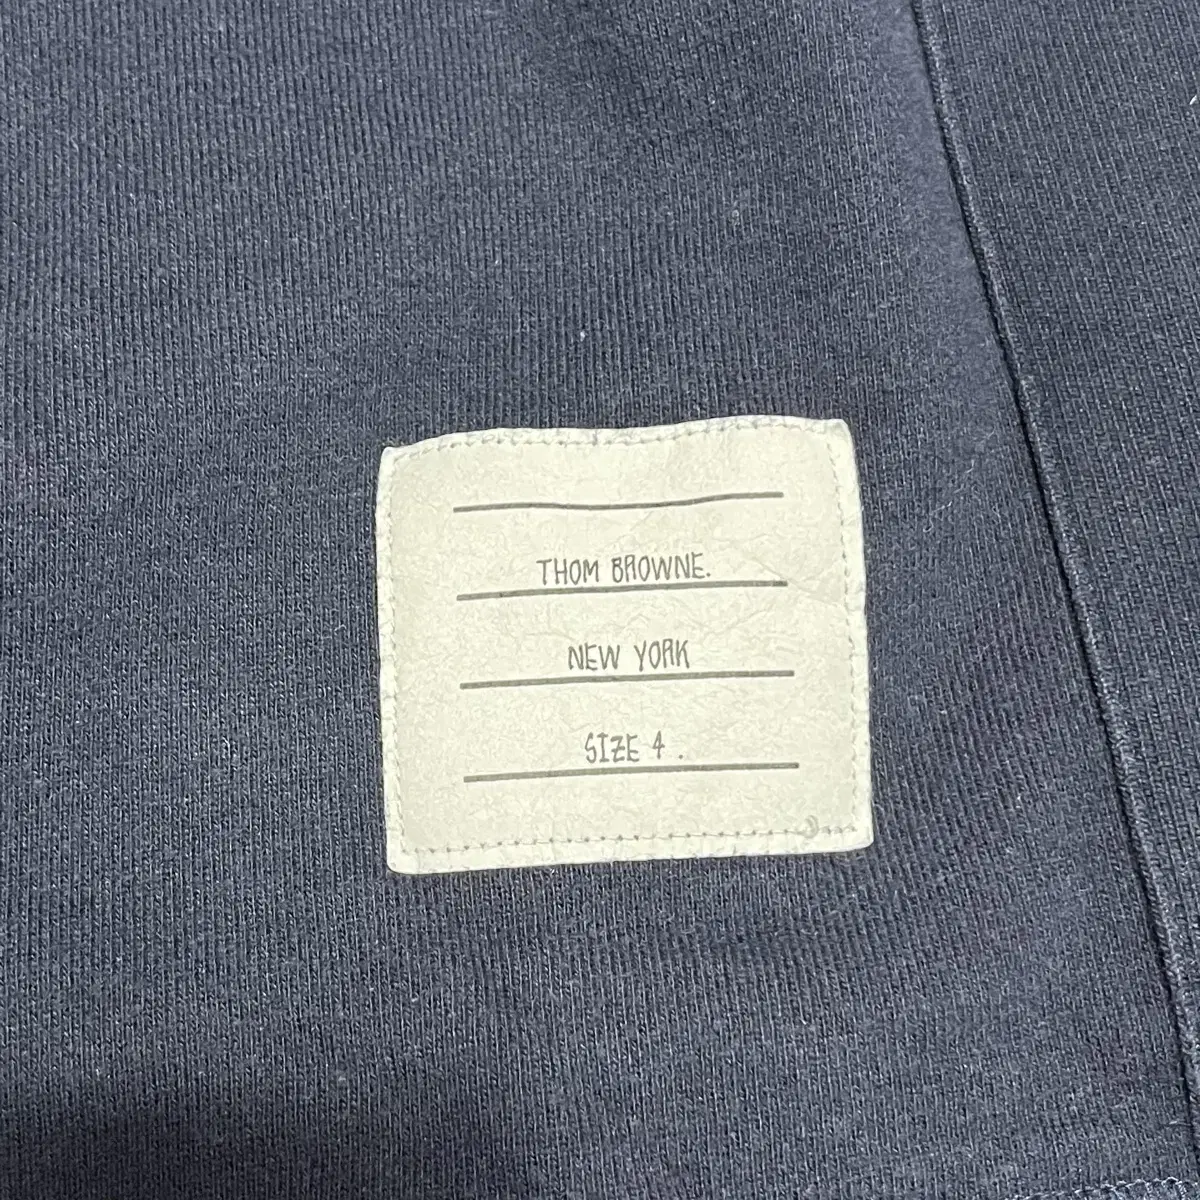 THOM BROWNE.
NEW YORK
SIZE 4 .